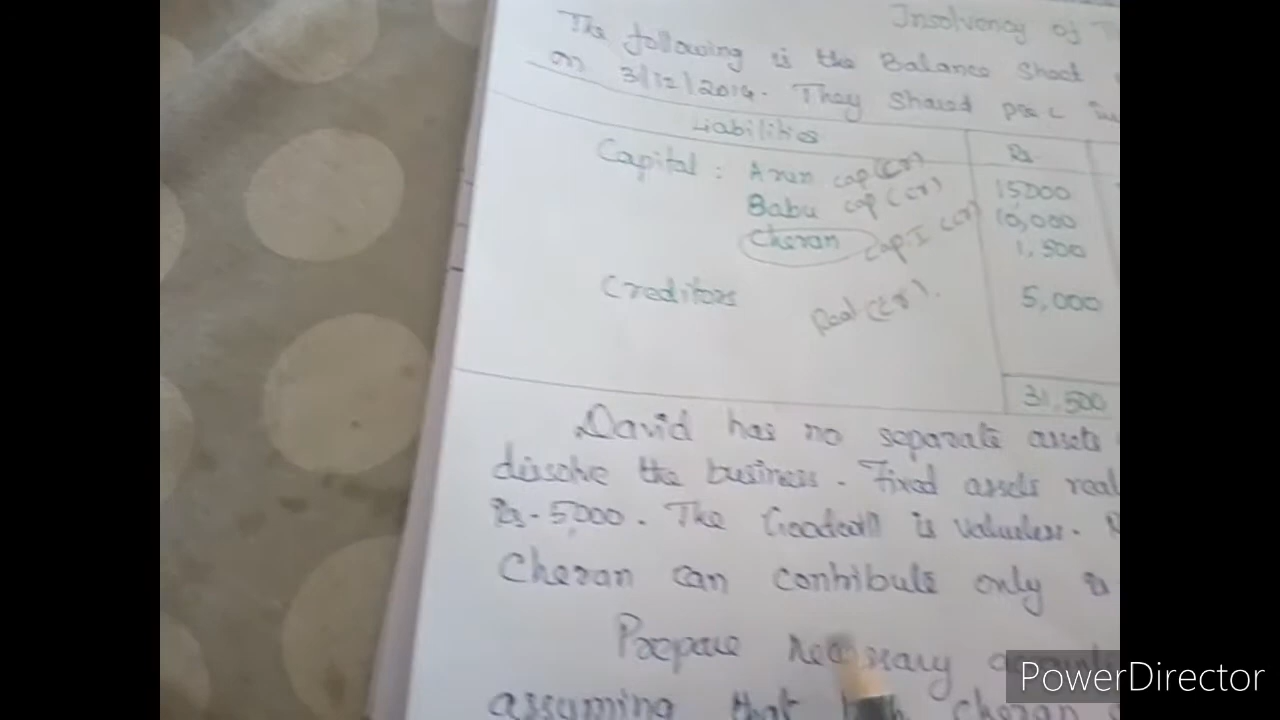 Insolvency of
The following is the Balance Sheet
on 31/12/2014. They Shared
Liabilities Rs
Capital : Arun cap (cr) 15000
Babu cap (cr) 10,000
Cheran cap. I (cr) 1,500
Creditors Real (cr). 5,000
31,500
David has no separate assets
dissolve the business. Fixed assets real
Rs. 5,000. The Goodwill is valueless.
Cheran can contribute only
Prepare necessary
assuming that both Cheran
PowerDirector